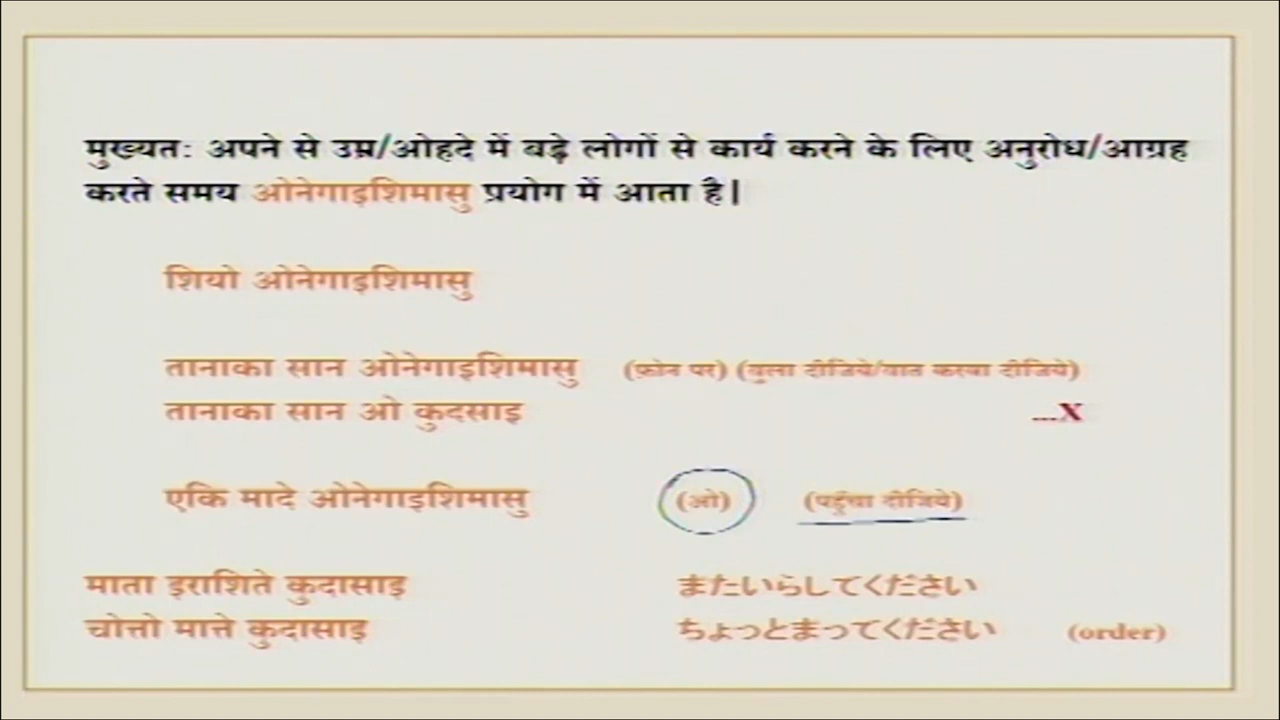 मुख्यतः अपने से उम्र/ओहदे में बड़े लोगों से कार्य करने के लिए अनुरोध/आग्रह
करते समय ओनेगाइशिमासु प्रयोग में आता है|
शियो ओनेगाइशिमासु
तानाका सान ओनेगाइशिमासु (फ़ोन पर) (बुला दीजिये/बात करवा दीजिये)
तानाका सान ओ कुदसाइ ...X
एकि मादे ओनेगाइशिमासु (ओ) (पहुँचा दीजिये)
माता इराशिते कुदासाइ またいらしてください
चोत्तो मात्ते कुदासाइ ちょっとまってください (order)